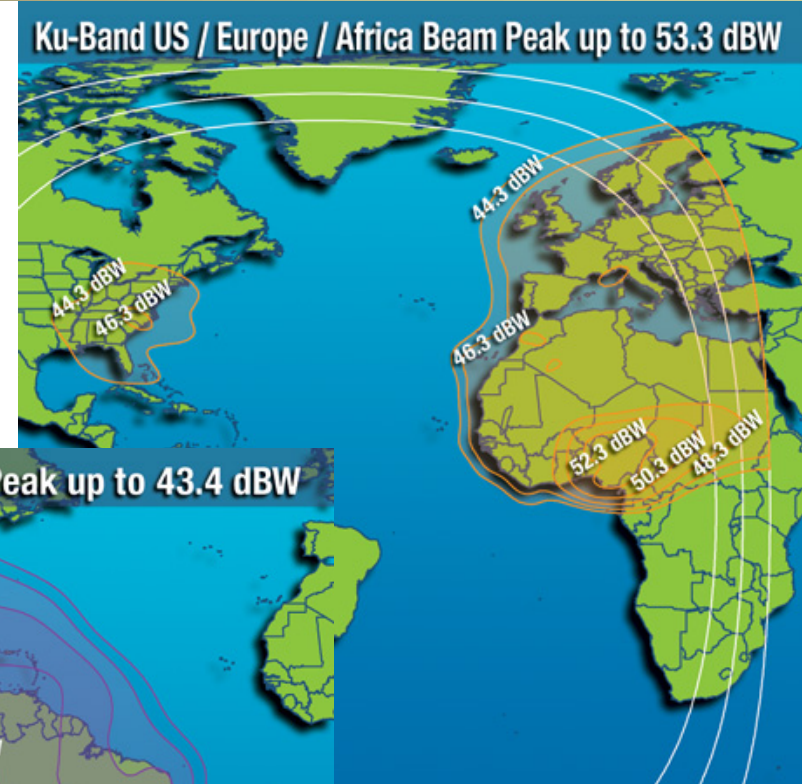 Ku-Band US / Europe / Africa Beam Peak up to 53.3 dBW
44.3 dBW
44.3 dBW
46.3 dBW
46.3 dBW
52.3 dBW
50.3 dBW
48.3 dBW
Peak up to 43.4 dBW